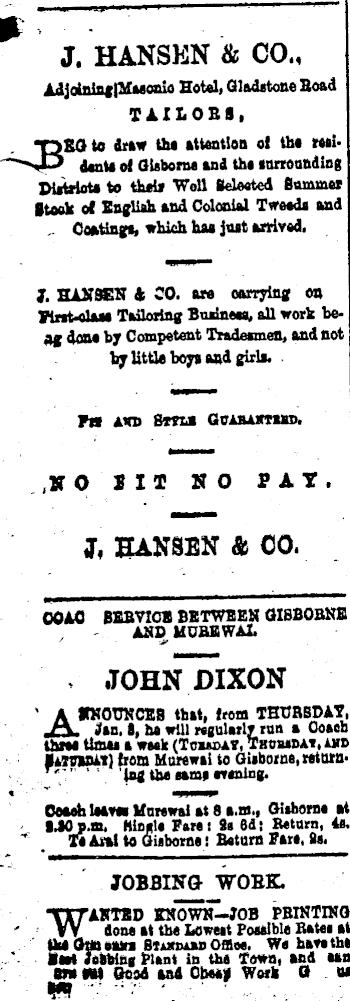 J. HANSEN & CO.,
Adjoining Masonic Hotel, Gladstone Road
TAILORS,
BEG to draw the attention of the resi-
dents of Gisborne and the surrounding
Districts to their Well Selected Summer
Stock of English and Colonial Tweeds and
Coatings, which has just arrived.
J. HANSEN & CO. are carrying on
First-class Tailoring Business, all work be-
ng done by Competent Tradesmen, and not
by little boys and girls.
FIT AND STYLE GUARANTEED.
NO FIT NO PAY.
J. HANSEN & CO.
COAC SERVICE BETWEEN GISBORNE
AND MUREWAI.
JOHN DIXON
ANNOUNCES that, from THURSDAY,
Jan. 8, he will regularly run a Coach
three times a week (TUESDAY, THURSDAY, AND
SATURDAY) from Murewai to Gisborne, return-
ing the same evening.
Coach leaves Murewai at 8 a.m., Gisborne at
p.m. Single Fare: 2s 6d; Return, 4s.
Te Arai to Gisborne: Return Fare, 2s.
JOBBING WORK.
WANTED KNOWN—JOB PRINTING
done at the Lowest Possible Rates at
the STANDARD Office. We have the
Best Jobbing Plant in the Town, and can
Good and Cheap Work G us